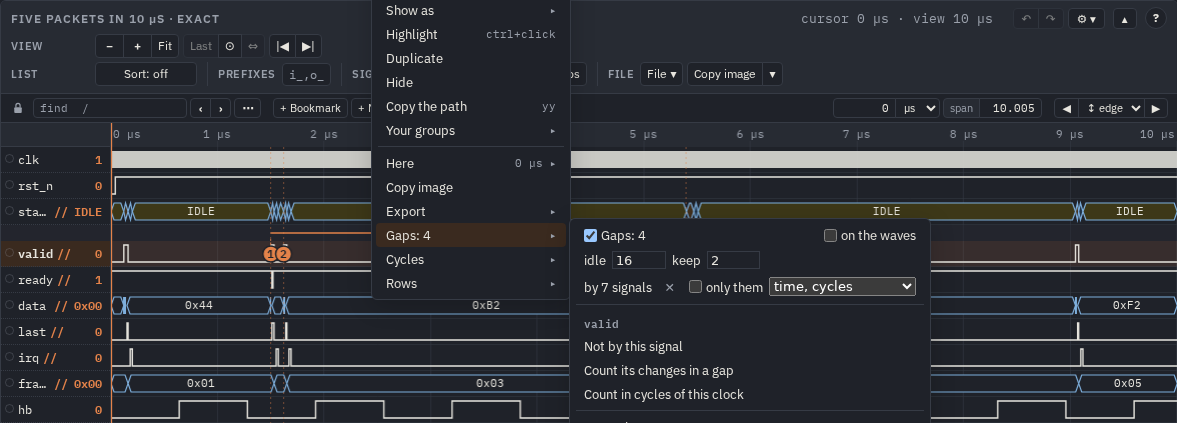 FIVE PACKETS IN 10 µS · EXACT
cursor 0 µs · view 10 µs
?
VIEW
− + Fit Last
LIST
Sort: off
PREFIXES i_,o_
SIG
ps
FILE File ▾ Copy image ▾
find /
‹ › ···
+ Bookmark
0 µs
span 10.005
◀ ↕ edge ▶
0 µs 1 µs 2 µs 5 µs 6 µs 7 µs 8 µs 9 µs 10 µs
clk 1
rst_n 0
sta… // IDLE IDLE IDLE IDLE
valid // 0 1 2
ready // 1
data // 0x00 0x44 0xB2 0xF2
last // 0
irq // 0
fra… // 0x00 0x01 0x03 0x05
hb 0
Show as ▸
Highlight ctrl+click
Duplicate
Hide
Copy the path yy
Your groups ▸
Here 0 µs ▸
Copy image
Export ▸
Gaps: 4 ▸
Cycles ▸
Rows ▸
Gaps: 4 on the waves
idle 16 keep 2
by 7 signals ✕ only them time, cycles
valid
Not by this signal
Count its changes in a gap
Count in cycles of this clock